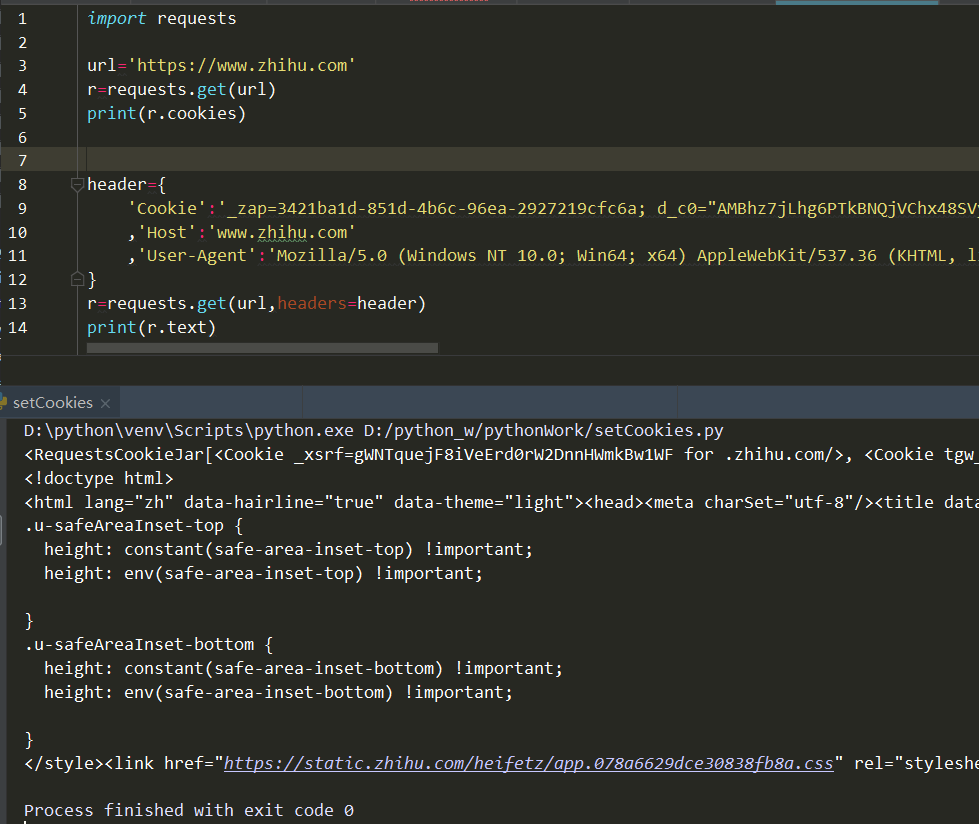 1 import requests
2
3 url='https://www.zhihu.com'
4 r=requests.get(url)
5 print(r.cookies)
6
7
8 header={
9 'Cookie':'_zap=3421ba1d-851d-4b6c-96ea-2927219cfc6a; d_c0="AMBhz7jLhg6PTkBNQjVChx48SV
10 ,'Host':'www.zhihu.com'
11 ,'User-Agent':'Mozilla/5.0 (Windows NT 10.0; Win64; x64) AppleWebKit/537.36 (KHTML, l
12 }
13 r=requests.get(url,headers=header)
14 print(r.text)
setCookies ×
D:\python\venv\Scripts\python.exe D:/python_w/pythonWork/setCookies.py
<RequestsCookieJar[<Cookie _xsrf=gWNTquejF8iVeErd0rW2DnnHWmkBw1WF for .zhihu.com/>, <Cookie tgw_
<!doctype html>
<html lang="zh" data-hairline="true" data-theme="light"><head><meta charSet="utf-8"/><title data
.u-safeAreaInset-top {
height: constant(safe-area-inset-top) !important;
height: env(safe-area-inset-top) !important;
}
.u-safeAreaInset-bottom {
height: constant(safe-area-inset-bottom) !important;
height: env(safe-area-inset-bottom) !important;
}
</style><link href="https://static.zhihu.com/heifetz/app.078a6629dce30838fb8a.css" rel="styleshe
Process finished with exit code 0